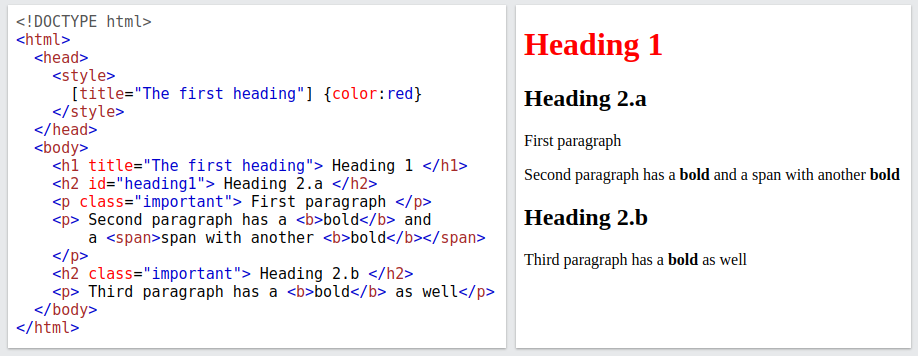 <!DOCTYPE html>
<html>
  <head>
    <style>
      [title="The first heading"] {color:red}
    </style>
  </head>
  <body>
    <h1 title="The first heading"> Heading 1 </h1>
    <h2 id="heading1"> Heading 2.a </h2>
    <p class="important"> First paragraph </p>
    <p> Second paragraph has a <b>bold</b> and
        a <span>span with another <b>bold</b></span>
    </p>
    <h2 class="important"> Heading 2.b </h2>
    <p> Third paragraph has a <b>bold</b> as well</p>
  </body>
</html>
Heading 1
Heading 2.a
First paragraph
Second paragraph has a bold and a span with another bold
Heading 2.b
Third paragraph has a bold as well